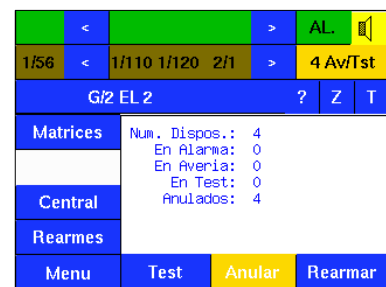 < > AL.
1/56 < 1/110 1/120 2/1 > 4 Av/Tst
G/2 EL 2 ? Z T
Matrices
Num. Dispos.: 4
En Alarma: 0
En Averia: 0
En Test: 0
Anulados: 4
Central
Rearmes
Menu Test Anular Rearmar